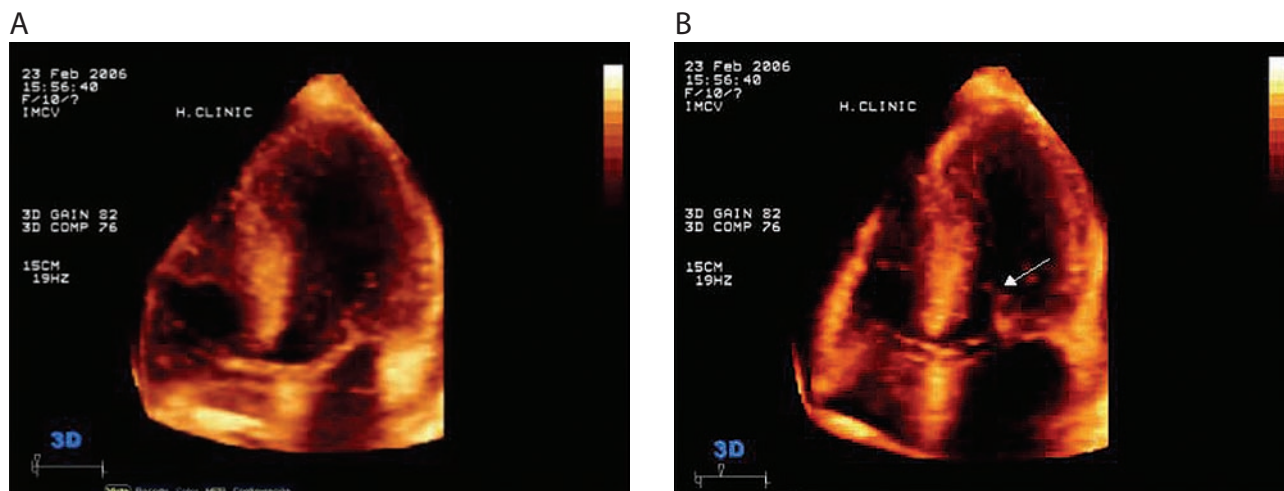 A
23 Feb 2006
15:56:40
F/10/?
IMCV
H.CLINIC
3D GAIN 82
3D COMP 76
15CM
19HZ
3D
B
23 Feb 2006
15:56:40
F/10/?
IMCV
H.CLINIC
3D GAIN 82
3D COMP 76
15CM
19HZ
3D